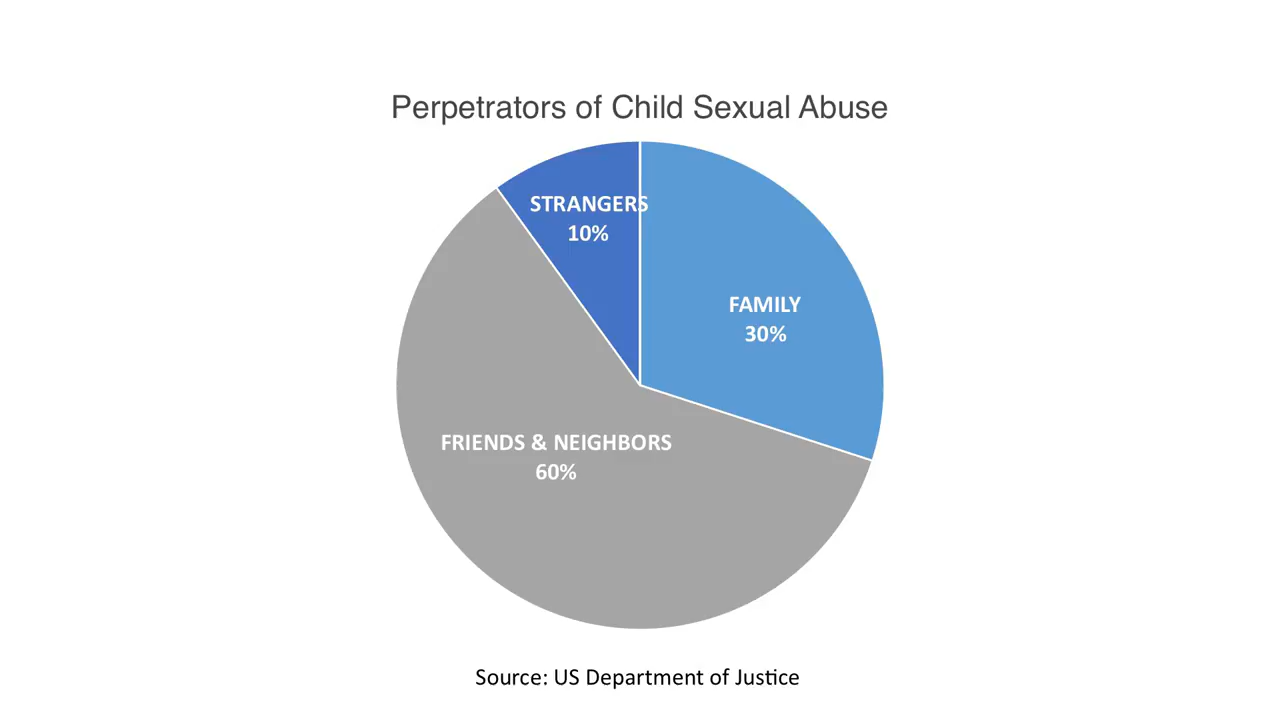 Perpetrators of Child Sexual Abuse
STRANGERS
10%
FAMILY
30%
FRIENDS & NEIGHBORS
60%
Source: US Department of Justice